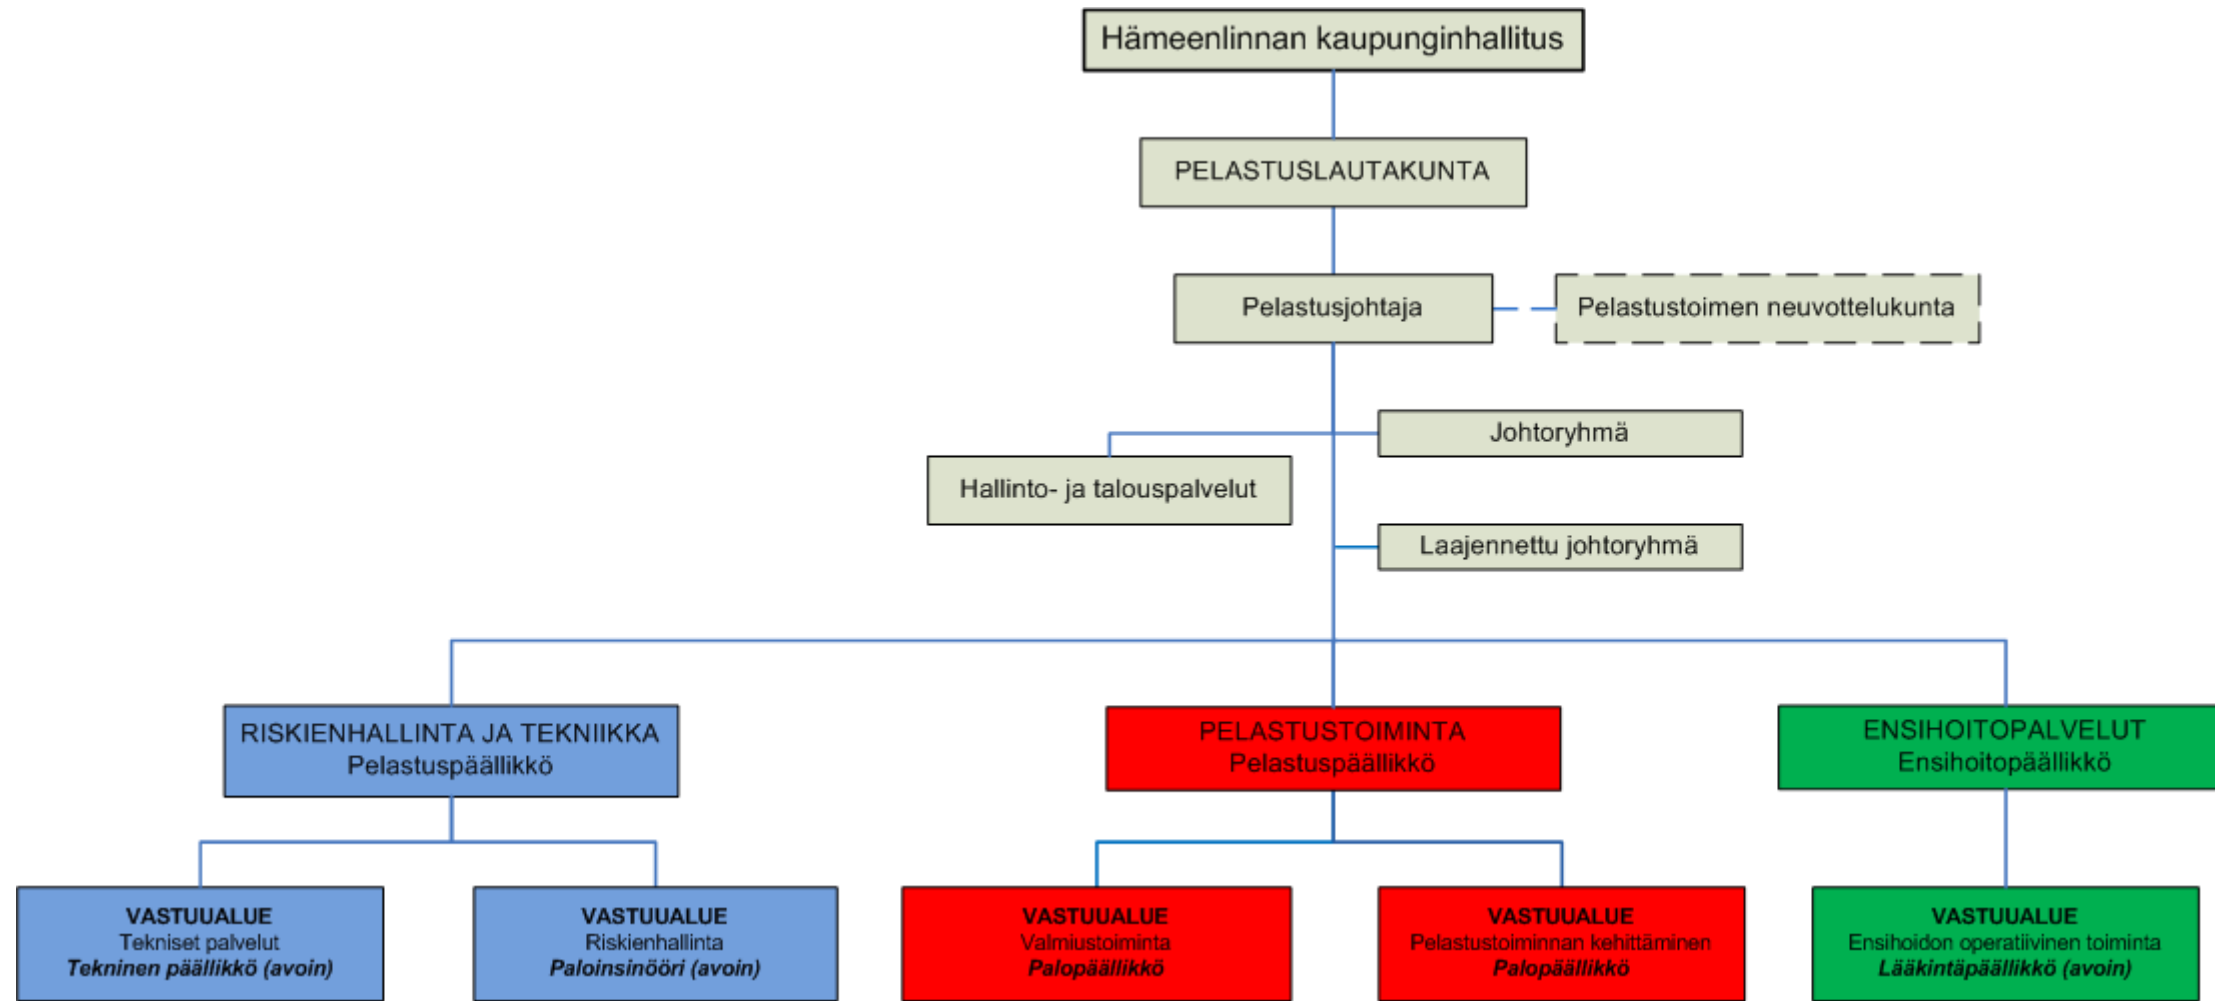 Hämeenlinnan kaupunginhallitus
PELASTUSLAUTAKUNTA
Pelastusjohtaja
Pelastustoimen neuvottelukunta
Johtoryhmä
Hallinto- ja talouspalvelut
Laajennettu johtoryhmä
RISKIENHALLINTA JA TEKNIIKKA
Pelastuspäällikkö
PELASTUSTOIMINTA
Pelastuspäällikkö
ENSIHOITOPALVELUT
Ensihoitopäällikkö
VASTUUALUE
Tekniset palvelut
Tekninen päällikkö (avoin)
VASTUUALUE
Riskienhallinta
Paloinsinööri (avoin)
VASTUUALUE
Valmiustoiminta
Palopäällikkö
VASTUUALUE
Pelastustoiminnan kehittäminen
Palopäällikkö
VASTUUALUE
Ensihoidon operatiivinen toiminta
Lääkintäpäällikkö (avoin)